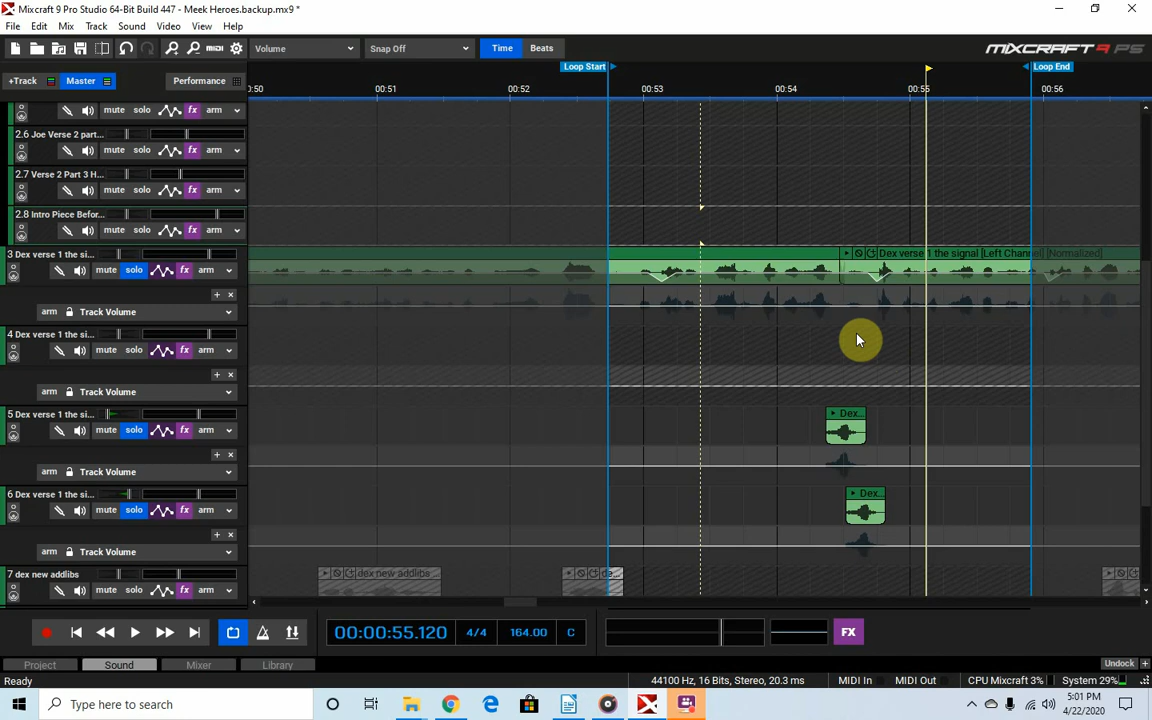 Mixcraft 9 Pro Studio 64-Bit Build 447 - Meek Heroes.backup.mx9 *
File Edit Mix Track Sound Video View Help
Volume Snap Off Time Beats MIXCRAFT 9 PS
+Track Master Performance
Loop Start Loop End
:50 00:51 00:52 00:53 00:54 00:55 00:56
mute solo fx arm
2.6 Joe Verse 2 part...
mute solo fx arm
2.7 Verse 2 Part 3 H...
mute solo fx arm
2.8 Intro Piece Befor...
mute solo fx arm
3 Dex verse 1 the si... Dex verse 1 the signal [Left Channel] [Normalized]
mute solo fx arm
arm Track Volume
4 Dex verse 1 the si...
mute solo fx arm
arm Track Volume
5 Dex verse 1 the si... Dex...
mute solo fx arm
arm Track Volume
6 Dex verse 1 the si... Dex...
mute solo fx arm
arm Track Volume
7 dex new addlibs dex new addlibs de...
mute solo fx arm
00:00:55.120 4/4 164.00 C FX
Project Sound Mixer Library Undock
Ready 44100 Hz, 16 Bits, Stereo, 20.3 ms MIDI In MIDI Out CPU Mixcraft 3% System 29%
Type here to search
5:01 PM
4/22/2020